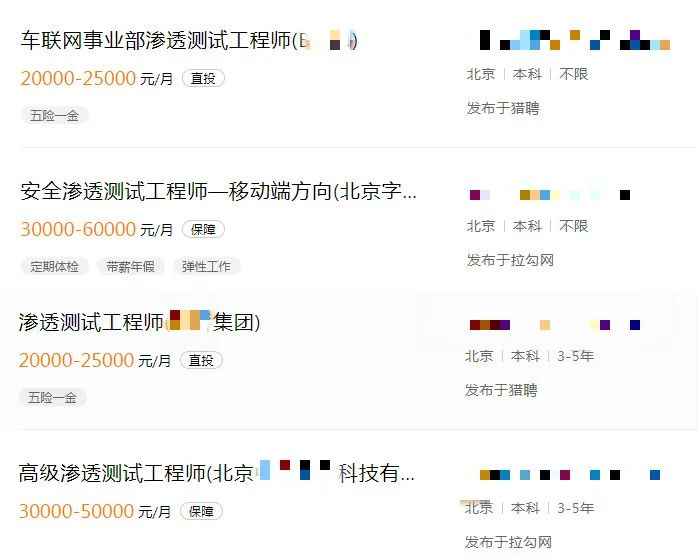 车联网事业部渗透测试工程师(
20000-25000 元/月 直投
北京 本科 不限
五险一金
发布于猎聘
安全渗透测试工程师—移动端方向(北京字...
30000-60000 元/月 保障
北京 本科 不限
定期体检 带薪年假 弹性工作
发布于拉勾网
渗透测试工程师( 集团)
20000-25000 元/月 直投
北京 本科 3-5年
五险一金
发布于猎聘
高级渗透测试工程师(北京 科技有...
30000-50000 元/月 保障
北京 本科 3-5年
发布于拉勾网